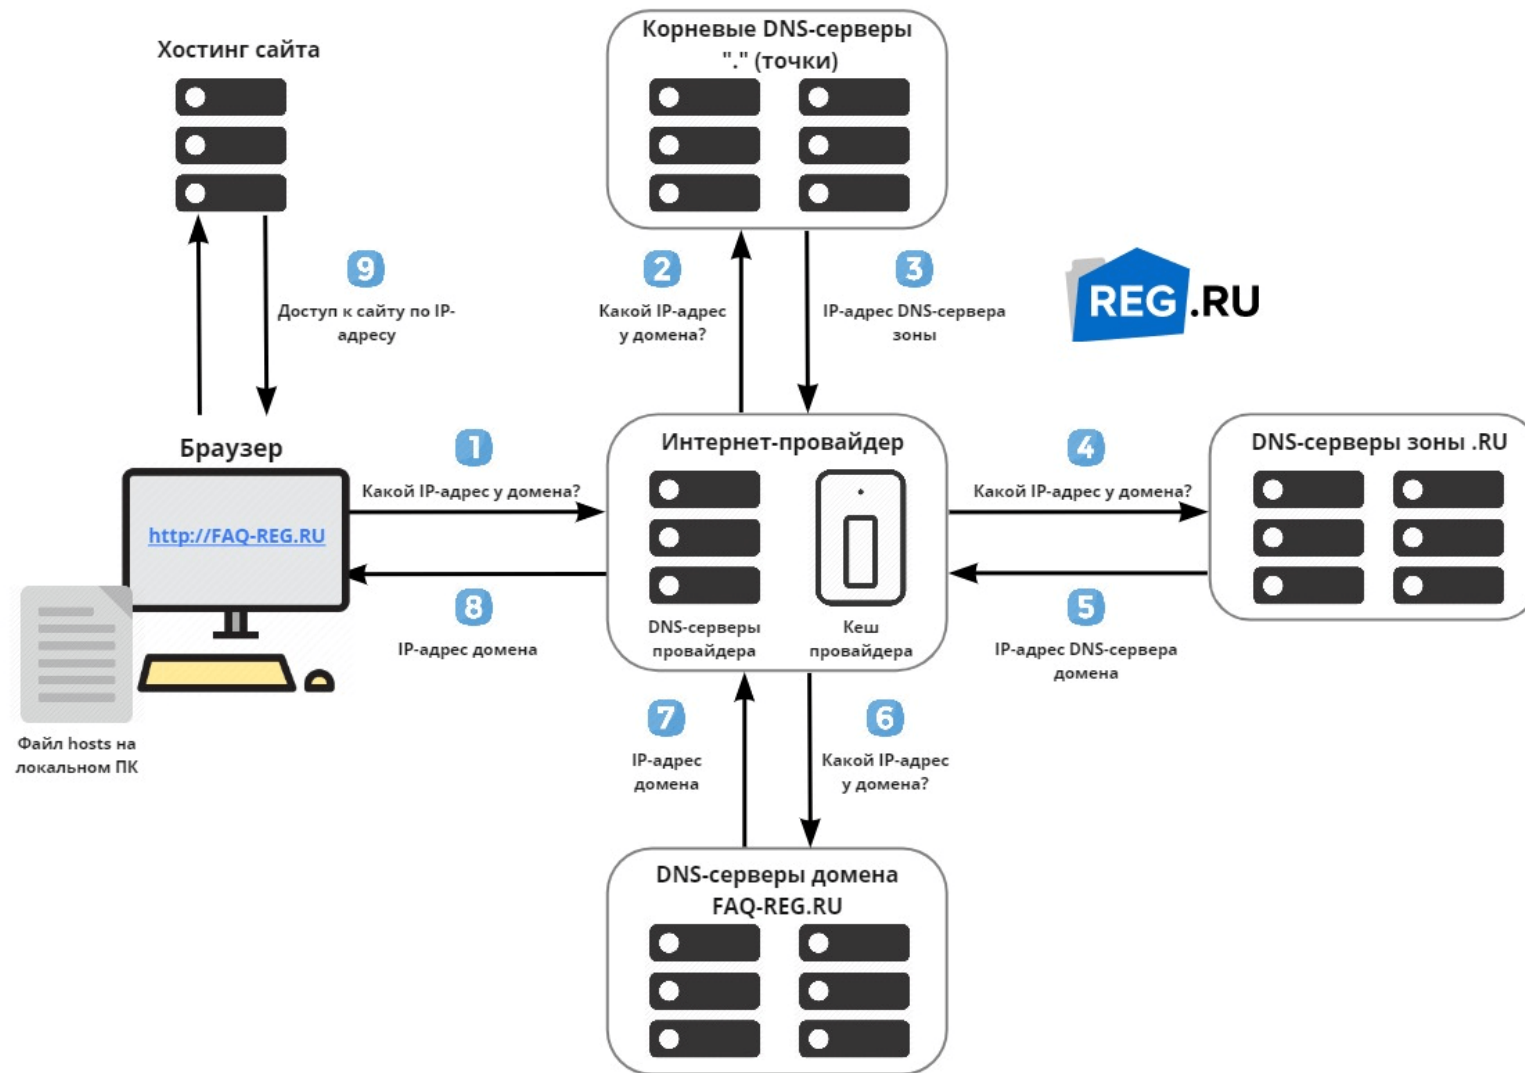 Хостинг сайта
Корневые DNS-серверы
"." (точки)
9
Доступ к сайту по IP-
адресу
2
Какой IP-адрес
у домена?
3
IP-адрес DNS-сервера
зоны
REG.RU
Браузер
http://FAQ-REG.RU
Файл hosts на
локальном ПК
1
Какой IP-адрес у домена?
8
IP-адрес домена
Интернет-провайдер
DNS-серверы
провайдера
Кеш
провайдера
4
Какой IP-адрес у домена?
5
IP-адрес DNS-сервера
домена
DNS-серверы зоны .RU
7
IP-адрес
домена
6
Какой IP-адрес
у домена?
DNS-серверы домена
FAQ-REG.RU